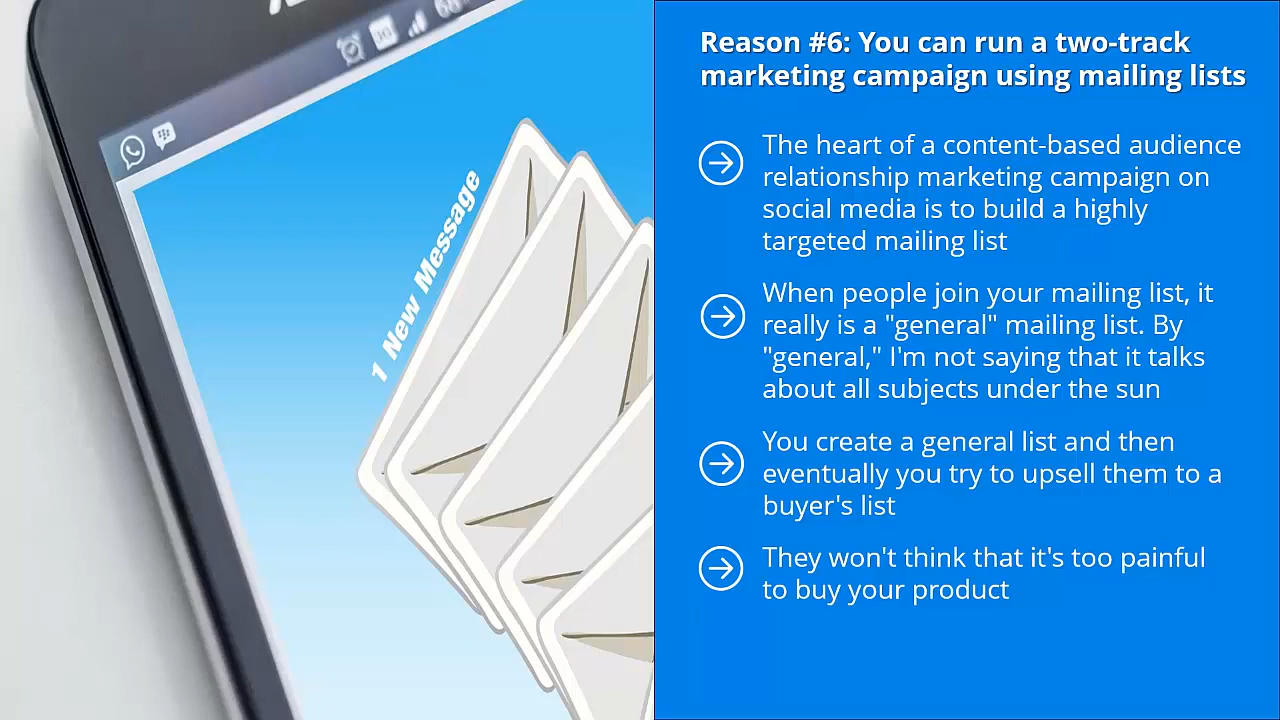 1 New Message
Reason #6: You can run a two-track
marketing campaign using mailing lists
The heart of a content-based audience
relationship marketing campaign on
social media is to build a highly
targeted mailing list
When people join your mailing list, it
really is a "general" mailing list. By
"general," I'm not saying that it talks
about all subjects under the sun
You create a general list and then
eventually you try to upsell them to a
buyer's list
They won't think that it's too painful
to buy your product